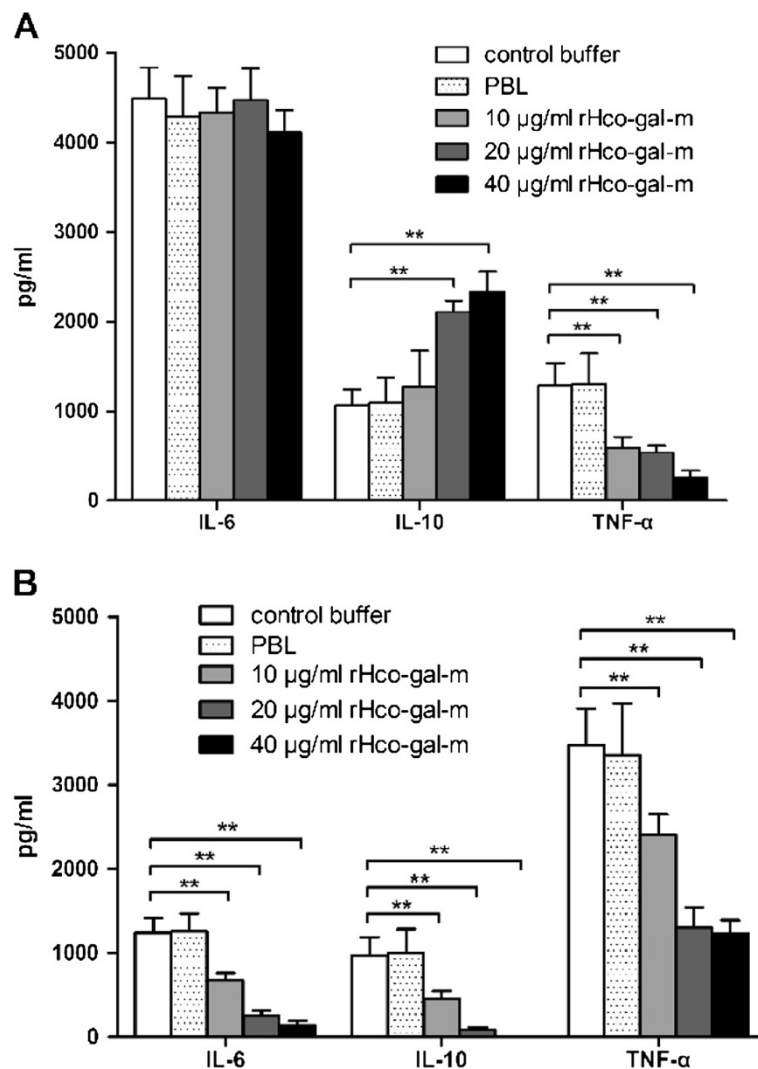 A
5000
4000
3000
2000
1000
0
pg/ml
control buffer
PBL
10 µg/ml rHco-gal-m
20 µg/ml rHco-gal-m
40 µg/ml rHco-gal-m
**
**
**
**
**
IL-6
IL-10
TNF-α
B
5000
4000
3000
2000
1000
0
pg/ml
control buffer
PBL
10 µg/ml rHco-gal-m
20 µg/ml rHco-gal-m
40 µg/ml rHco-gal-m
**
**
**
**
**
**
**
**
**
IL-6
IL-10
TNF-α